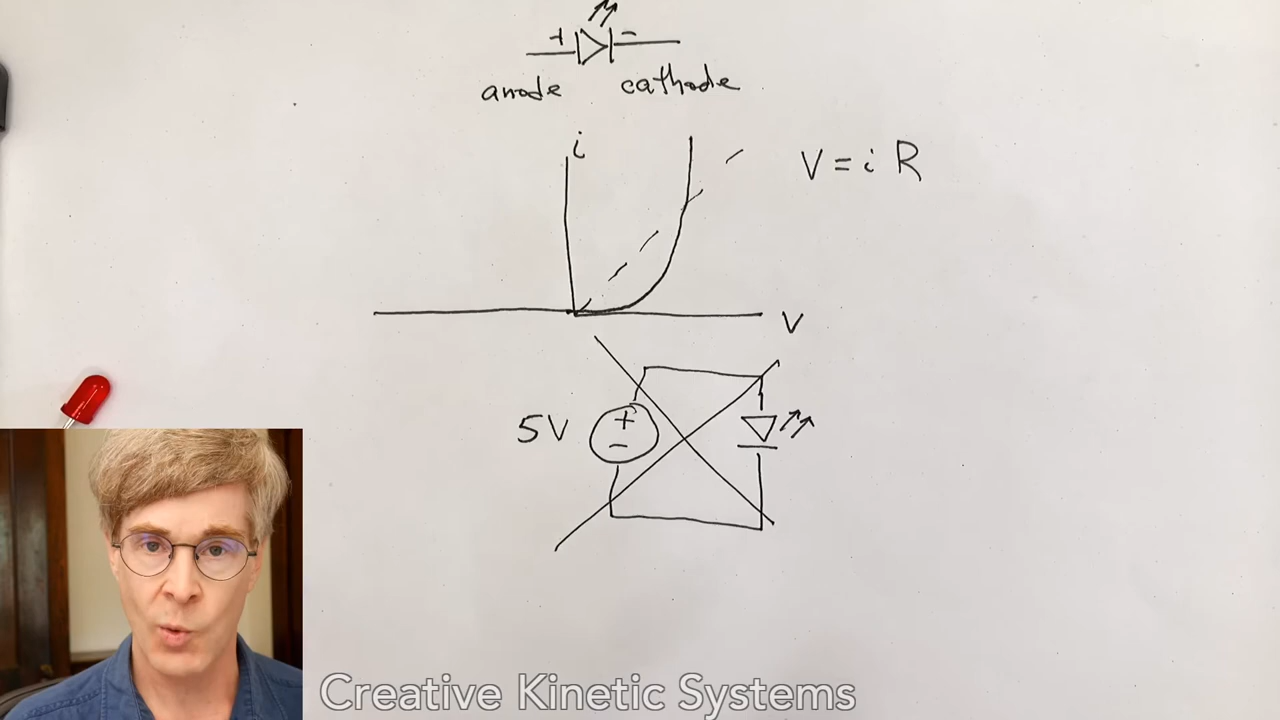 + -
anode cathode
i
V = i R
V
5V
+
-
Creative Kinetic Systems